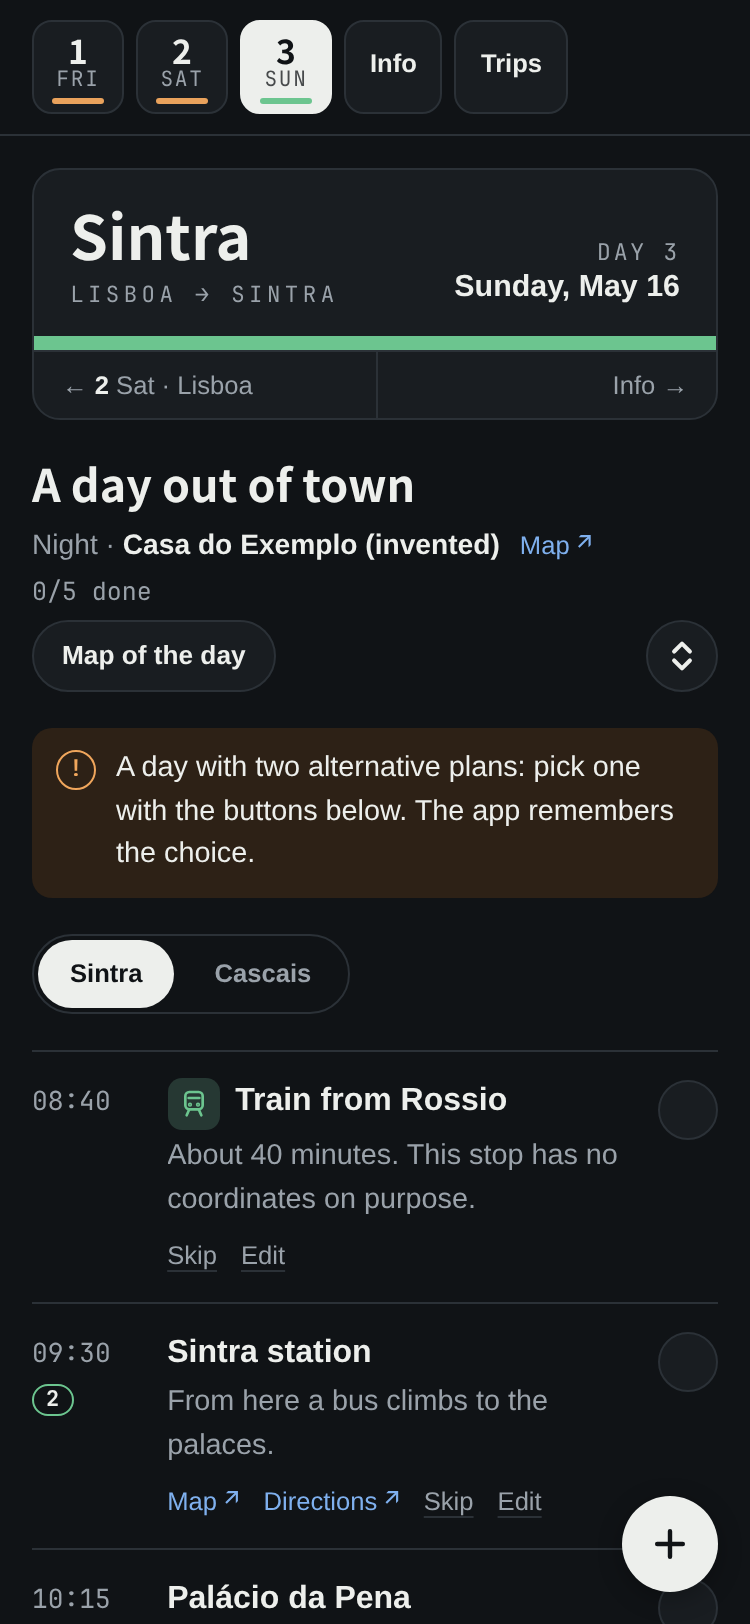 1 2 3 Info Trips
FRI SAT SUN
Sintra
DAY 3
LISBOA → SINTRA
Sunday, May 16
← 2 Sat · Lisboa Info →
A day out of town
Night · Casa do Exemplo (invented) Map ↗
0/5 done
Map of the day
! A day with two alternative plans: pick one
with the buttons below. The app remembers
the choice.
Sintra Cascais
08:40 Train from Rossio
About 40 minutes. This stop has no
coordinates on purpose.
Skip Edit
09:30 Sintra station
2 From here a bus climbs to the
palaces.
Map ↗ Directions ↗ Skip Edit
10:15 Palácio da Pena